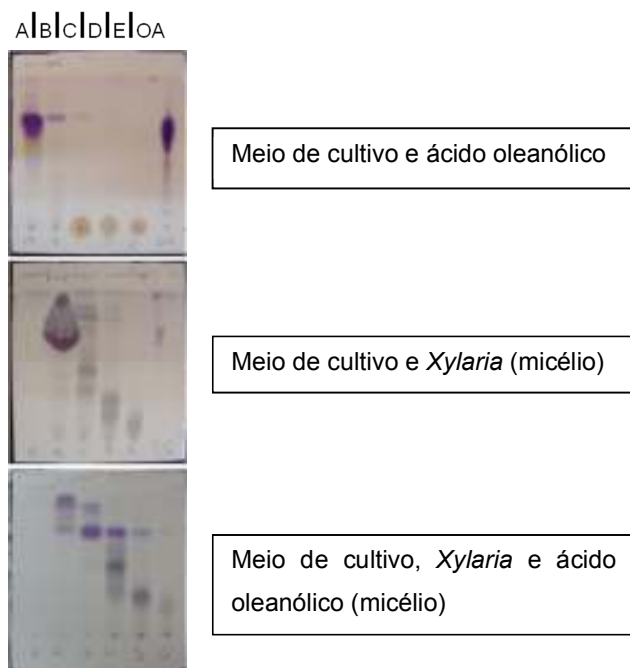 A|B|C|D|E|OA
Meio de cultivo e ácido oleanólico
Meio de cultivo e Xylaria (micélio)
Meio de cultivo, Xylaria e ácido
oleanólico (micélio)